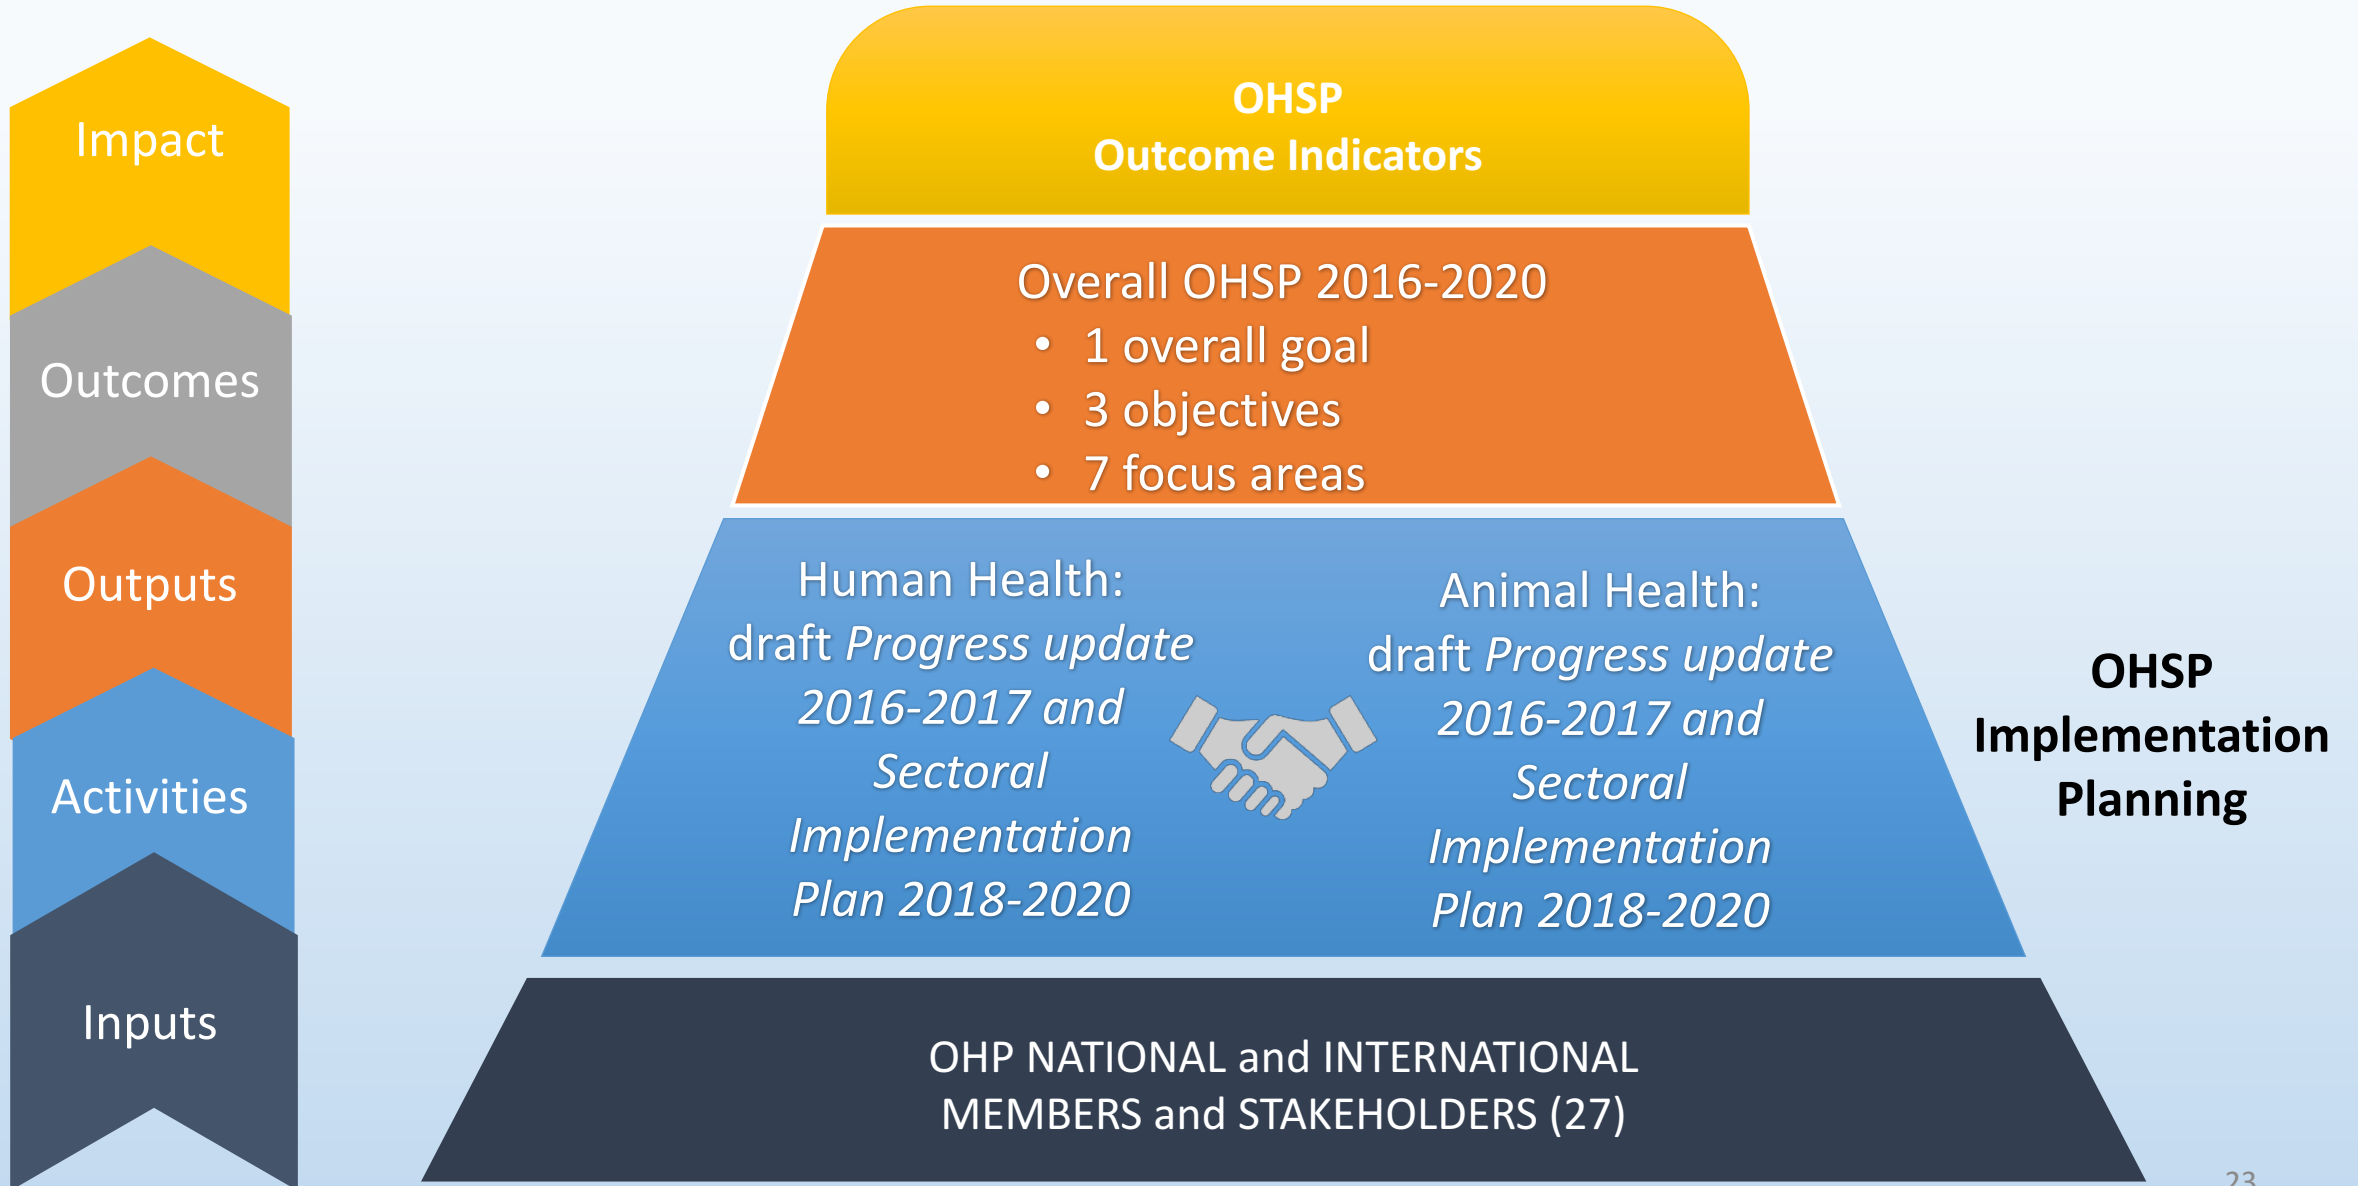 Impact
Outcomes
Outputs
Activities
Inputs
OHSP
Outcome Indicators
Overall OHSP 2016-2020
• 1 overall goal
• 3 objectives
• 7 focus areas
Human Health:
draft Progress update
2016-2017 and
Sectoral
Implementation
Plan 2018-2020
Animal Health:
draft Progress update
2016-2017 and
Sectoral
Implementation
Plan 2018-2020
OHSP
Implementation
Planning
OHP NATIONAL and INTERNATIONAL
MEMBERS and STAKEHOLDERS (27)
23